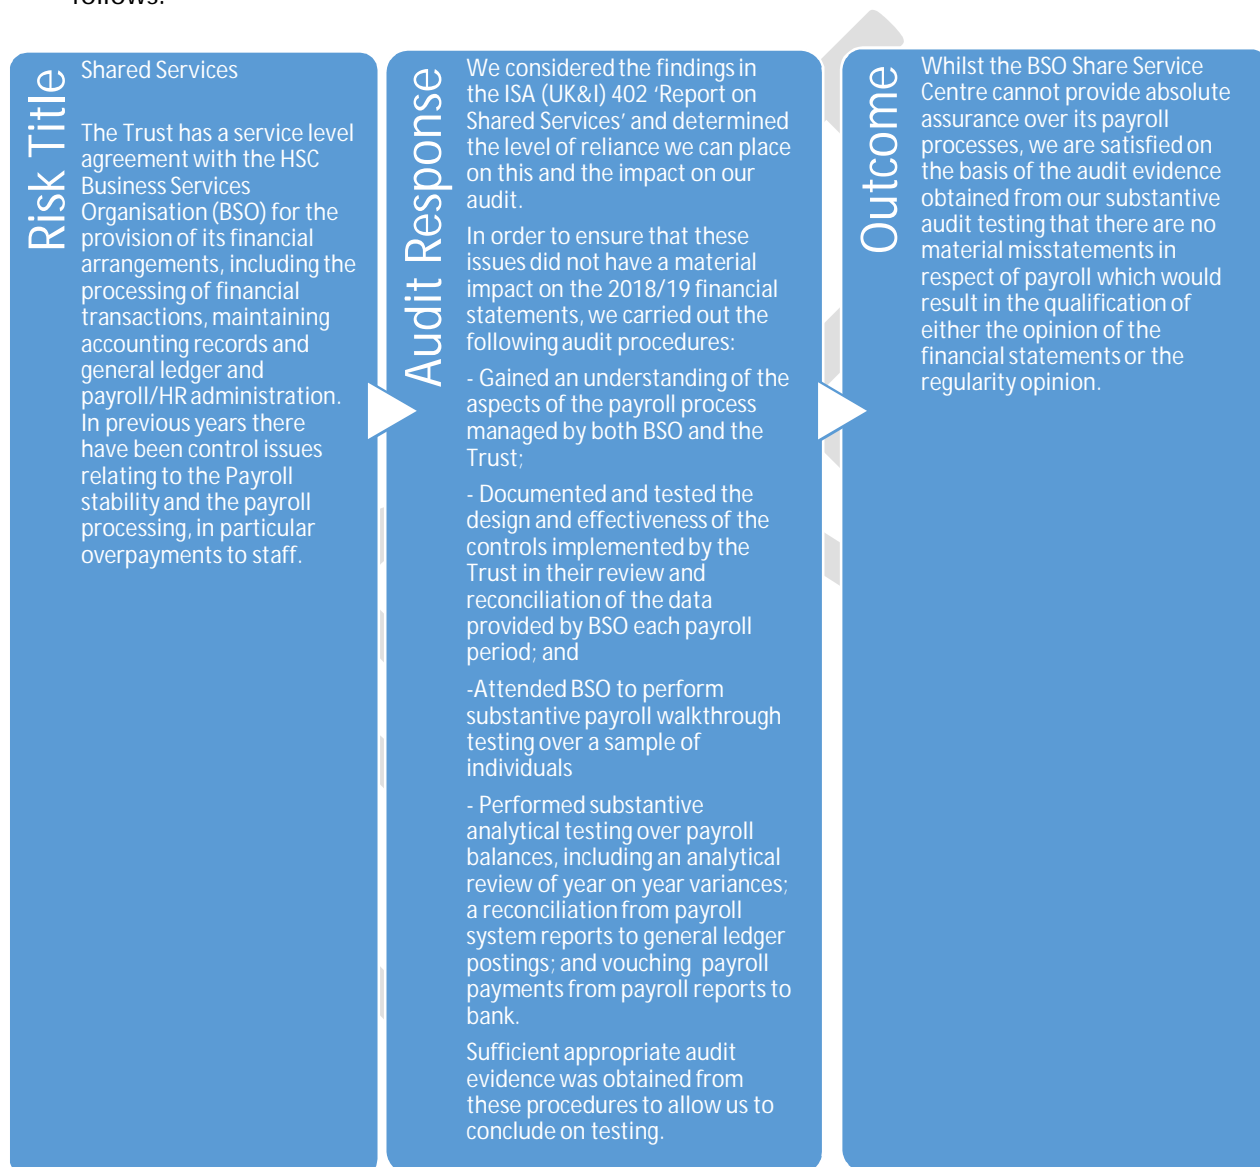 follows:
Risk Title
Shared Services
The Trust has a service level
agreement with the HSC
Business Services
Organisation (BSO) for the
provision of its financial
arrangements, including the
processing of financial
transactions, maintaining
accounting records and
general ledger and
payroll/HR administration.
In previous years there
have been control issues
relating to the Payroll
stability and the payroll
processing, in particular
overpayments to staff.
Audit Response
We considered the findings in
the ISA (UK&I) 402 'Report on
Shared Services' and determined
the level of reliance we can place
on this and the impact on our
audit.
In order to ensure that these
issues did not have a material
impact on the 2018/19 financial
statements, we carried out the
following audit procedures:
- Gained an understanding of the
aspects of the payroll process
managed by both BSO and the
Trust;
- Documented and tested the
design and effectiveness of the
controls implemented by the
Trust in their review and
reconciliation of the data
provided by BSO each payroll
period; and
-Attended BSO to perform
substantive payroll walkthrough
testing over a sample of
individuals
- Performed substantive
analytical testing over payroll
balances, including an analytical
review of year on year variances;
a reconciliation from payroll
system reports to general ledger
postings; and vouching payroll
payments from payroll reports to
bank.
Sufficient appropriate audit
evidence was obtained from
these procedures to allow us to
conclude on testing.
Outcome
Whilst the BSO Share Service
Centre cannot provide absolute
assurance over its payroll
processes, we are satisfied on
the basis of the audit evidence
obtained from our substantive
audit testing that there are no
material misstatements in
respect of payroll which would
result in the qualification of
either the opinion of the
financial statements or the
regularity opinion.